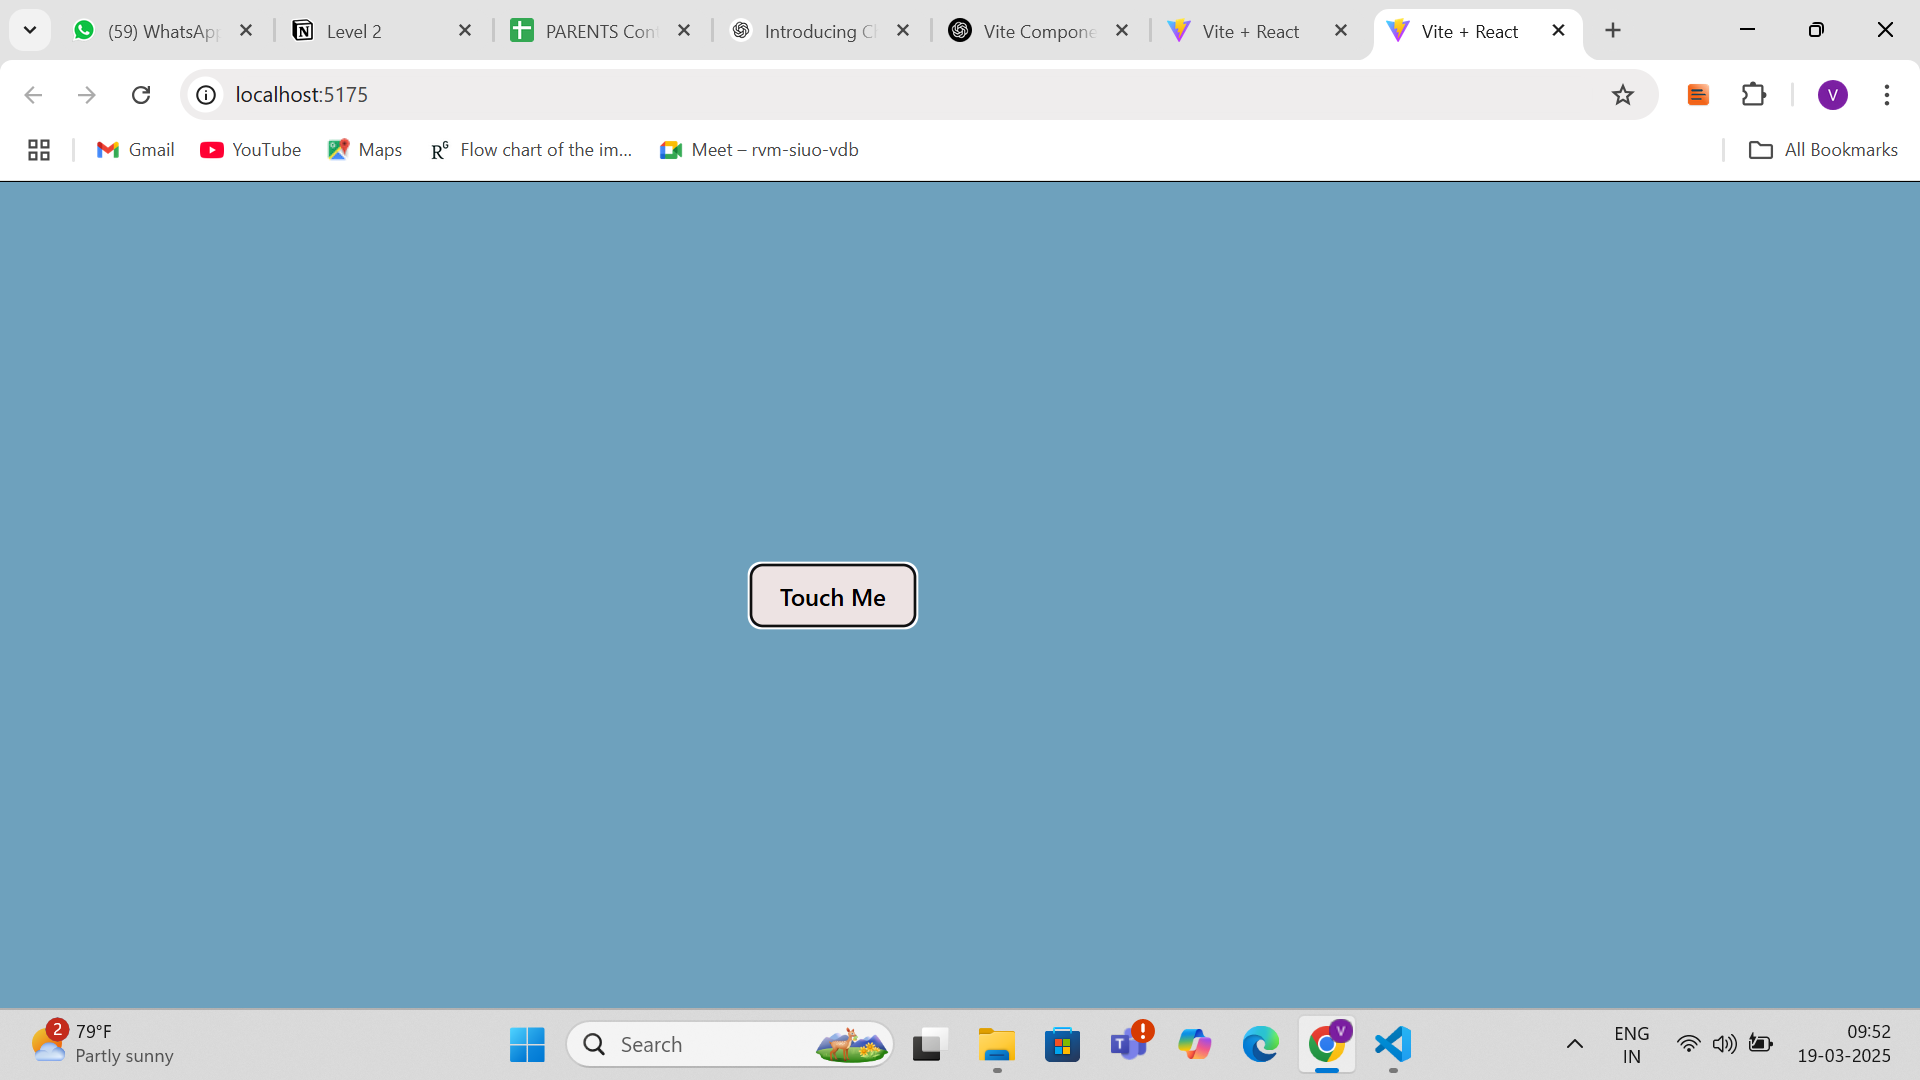 (59) WhatsApp
Level 2
PARENTS Con
Introducing C
Vite Compone
Vite + React
Vite + React
localhost:5175
V
Gmail
YouTube
Maps
RG
Flow chart of the im...
Meet – rvm-siuo-vdb
All Bookmarks
Touch Me
2
79°F
Partly sunny
Search
V
ENG
IN
09:52
19-03-2025